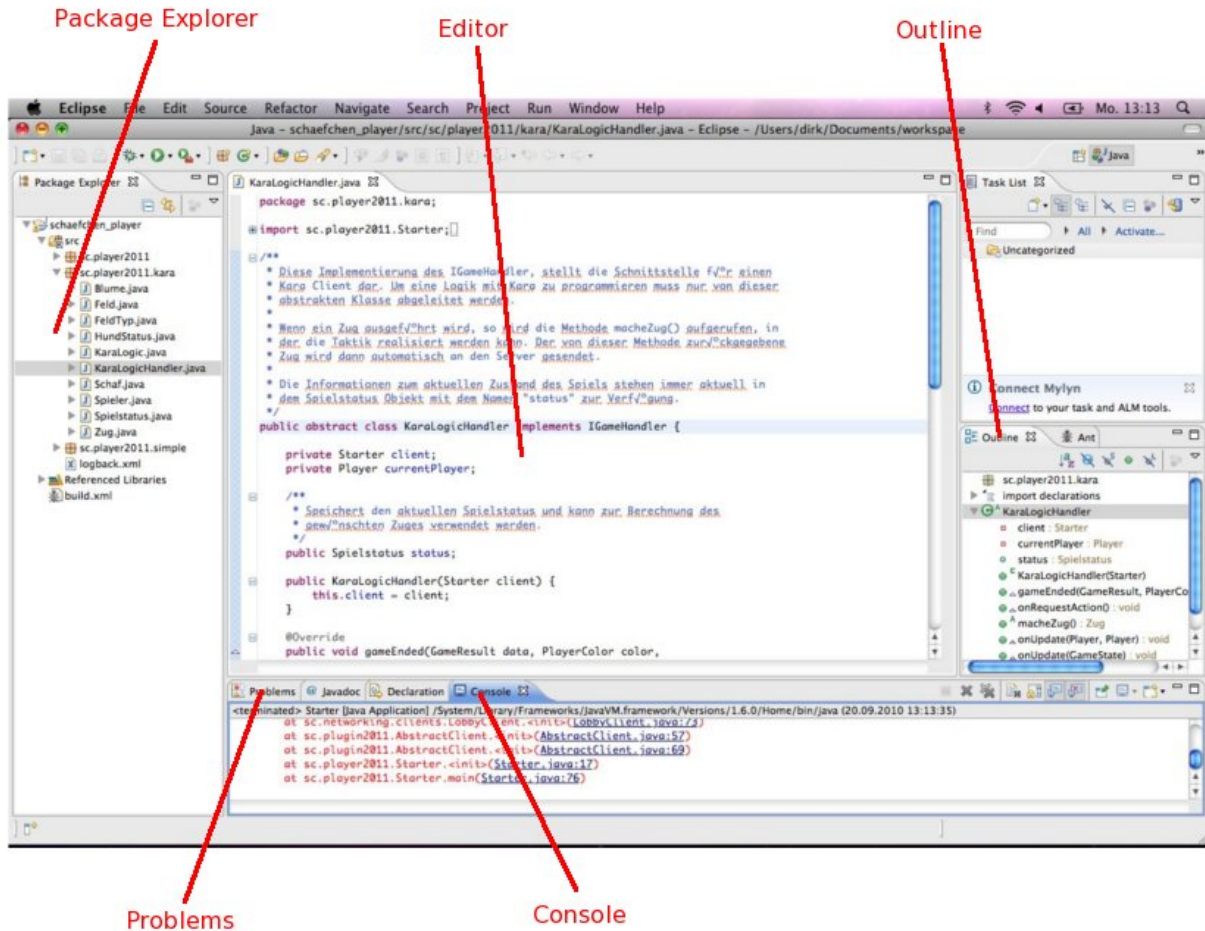 Package Explorer
Editor
Outline
Eclipse File Edit Source Refactor Navigate Search Project Run Window Help
Mo. 13:13
Java – schaefchen_player/src/sc/player2011/kara/KaraLogicHandler.java – Eclipse – /Users/dirk/Documents/workspace
Java
Package Explorer
schaefchen_player
src
sc.player2011
sc.player2011.kara
Blume.java
Feld.java
FeldTyp.java
HundStatus.java
KaraLogic.java
KaraLogicHandler.java
Schaf.java
Spieler.java
Spielstatus.java
Zug.java
sc.player2011.simple
logback.xml
Referenced Libraries
build.xml
KaraLogicHandler.java
package sc.player2011.kara;
import sc.player2011.Starter;
/**
* Diese Implementierung des IGameHandler, stellt die Schnittstelle f√ºr einen
* Kara Client dar. Um eine Logik mit Kara zu programmieren muss nur von dieser
* abstrakten Klasse abgeleitet werden.
*
* Wenn ein Zug ausgef√ºhrt wird, so wird die Methode macheZug() aufgerufen, in
* der die Taktik realisiert werden kann. Der von dieser Methode zur√ºckgegebene
* Zug wird dann automatisch an den Server gesendet.
*
* Die Informationen zum aktuellen Zustand des Spiels stehen immer aktuell in
* dem Spielstatus Objekt mit dem Namen "status" zur Verf√ºgung.
*/
public abstract class KaraLogicHandler implements IGameHandler {
private Starter client;
private Player currentPlayer;
/**
* Speichert den aktuellen Spielstatus und kann zur Berechnung des
* gew√ºnschten Zuges verwendet werden.
*/
public Spielstatus status;
public KaraLogicHandler(Starter client) {
this.client = client;
}
@Override
public void gameEnded(GameResult data, PlayerColor color,
Task List
Find All Activate...
Uncategorized
Connect Mylyn
Connect to your task and ALM tools.
Outline Ant
sc.player2011.kara
import declarations
KaraLogicHandler
client : Starter
currentPlayer : Player
status : Spielstatus
KaraLogicHandler(Starter)
gameEnded(GameResult, PlayerCo
onRequestAction() : void
macheZug() : Zug
onUpdate(Player, Player) : void
onUpdate(GameState) : void
Problems Javadoc Declaration Console
<terminated> Starter [Java Application] /System/Library/Frameworks/JavaVM.framework/Versions/1.6.0/Home/bin/java (20.09.2010 13:13:35)
at sc.networking.clients.LobbyClient.<init>(LobbyClient.java:73)
at sc.plugin2011.AbstractClient.<init>(AbstractClient.java:57)
at sc.plugin2011.AbstractClient.<init>(AbstractClient.java:69)
at sc.player2011.Starter.<init>(Starter.java:17)
at sc.player2011.Starter.main(Starter.java:76)
Problems
Console